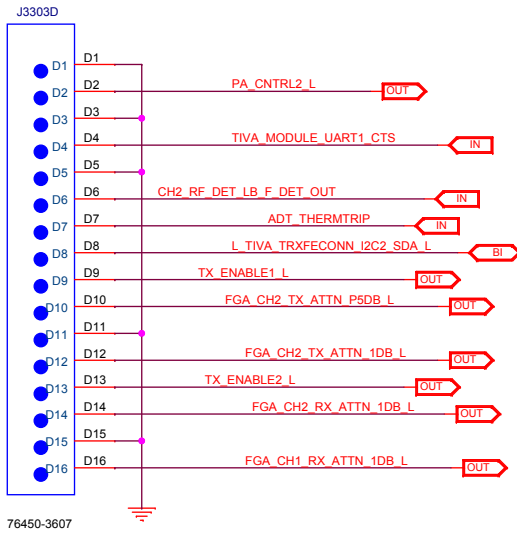 J3303D
D1 D1
D2 D2 PA_CNTRL2_L OUT
D3 D3
D4 D4 TIVA_MODULE_UART1_CTS IN
D5 D5
D6 D6 CH2_RF_DET_LB_F_DET_OUT IN
D7 D7 ADT_THERMTRIP IN
D8 D8 L_TIVA_TRXFECONN_I2C2_SDA_L BI
D9 D9 TX_ENABLE1_L OUT
D10 D10 FGA_CH2_TX_ATTN_P5DB_L OUT
D11 D11
D12 D12 FGA_CH2_TX_ATTN_1DB_L OUT
D13 D13 TX_ENABLE2_L OUT
D14 D14 FGA_CH2_RX_ATTN_1DB_L OUT
D15 D15
D16 D16 FGA_CH1_RX_ATTN_1DB_L OUT
76450-3607